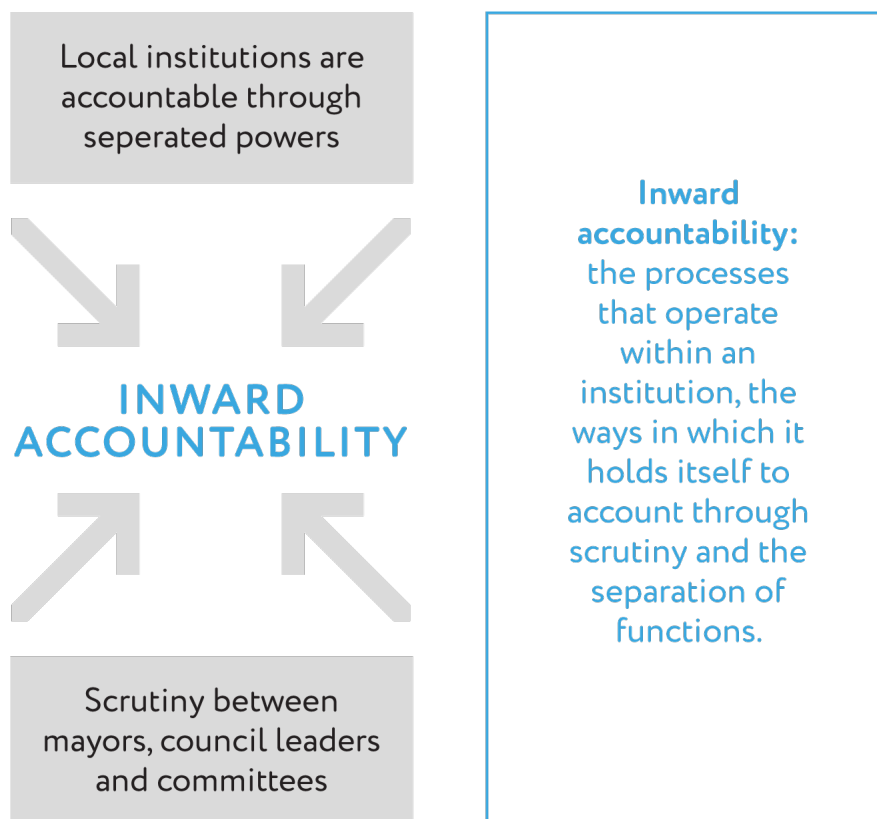 Local institutions are
accountable through
seperated powers
INWARD
ACCOUNTABILITY
Scrutiny between
mayors, council leaders
and committees
Inward
accountability:
the processes
that operate
within an
institution, the
ways in which it
holds itself to
account through
scrutiny and the
separation of
functions.